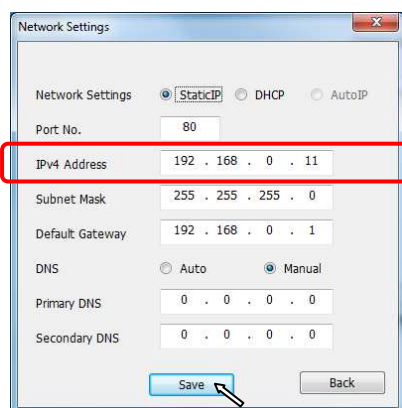 Network Settings
Network Settings StaticIP DHCP AutoIP
Port No. 80
IPv4 Address 192 . 168 . 0 . 11
Subnet Mask 255 . 255 . 255 . 0
Default Gateway 192 . 168 . 0 . 1
DNS Auto Manual
Primary DNS 0 . 0 . 0 . 0
Secondary DNS 0 . 0 . 0 . 0
Save Back